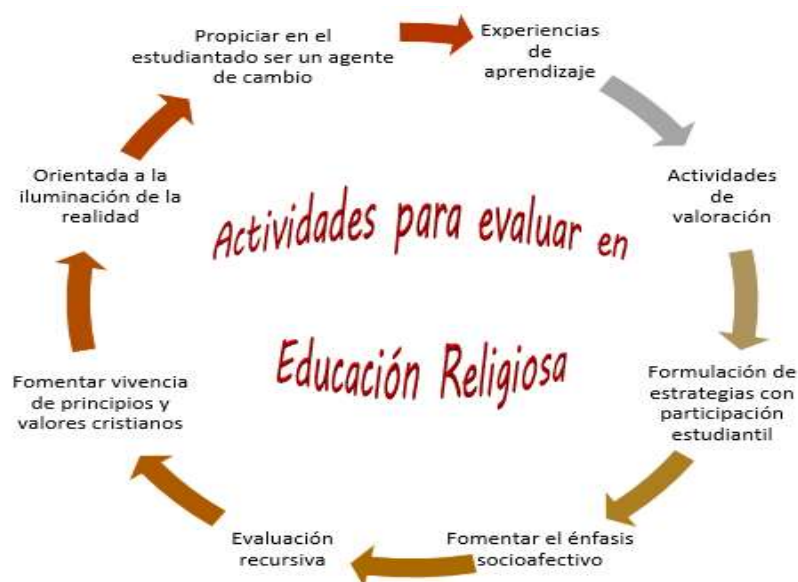 Propiciar en el
estudiantado ser un agente
de cambio
Experiencias
de
aprendizaje
Actividades
de
valoración
Formulación de
estrategias con
participación
estudiantil
Fomentar el énfasis
socioafectivo
Evaluación
recursiva
Fomentar vivencia
de principios y
valores cristianos
Orientada a la
iluminación de la
realidad
Actividades para evaluar en
Educación Religiosa